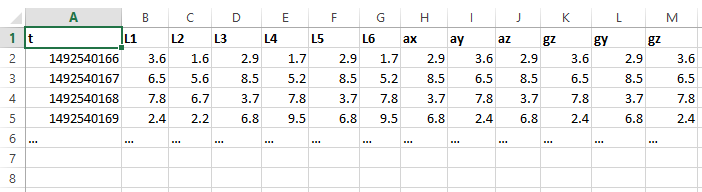 A B C D E F G H I J K L M
1 t L1 L2 L3 L4 L5 L6 ax ay az gz gy gz
2 1492540166 3.6 1.6 2.9 1.7 2.9 1.7 2.9 3.6 2.9 3.6 2.9 3.6
3 1492540167 6.5 5.6 8.5 5.2 8.5 5.2 8.5 6.5 8.5 6.5 8.5 6.5
4 1492540168 7.8 6.7 3.7 7.8 3.7 7.8 3.7 7.8 3.7 7.8 3.7 7.8
5 1492540169 2.4 2.2 6.8 9.5 6.8 9.5 6.8 2.4 6.8 2.4 6.8 2.4
6 ... ... ... ... ... ... ... ... ... ... ... ... ...
7
8